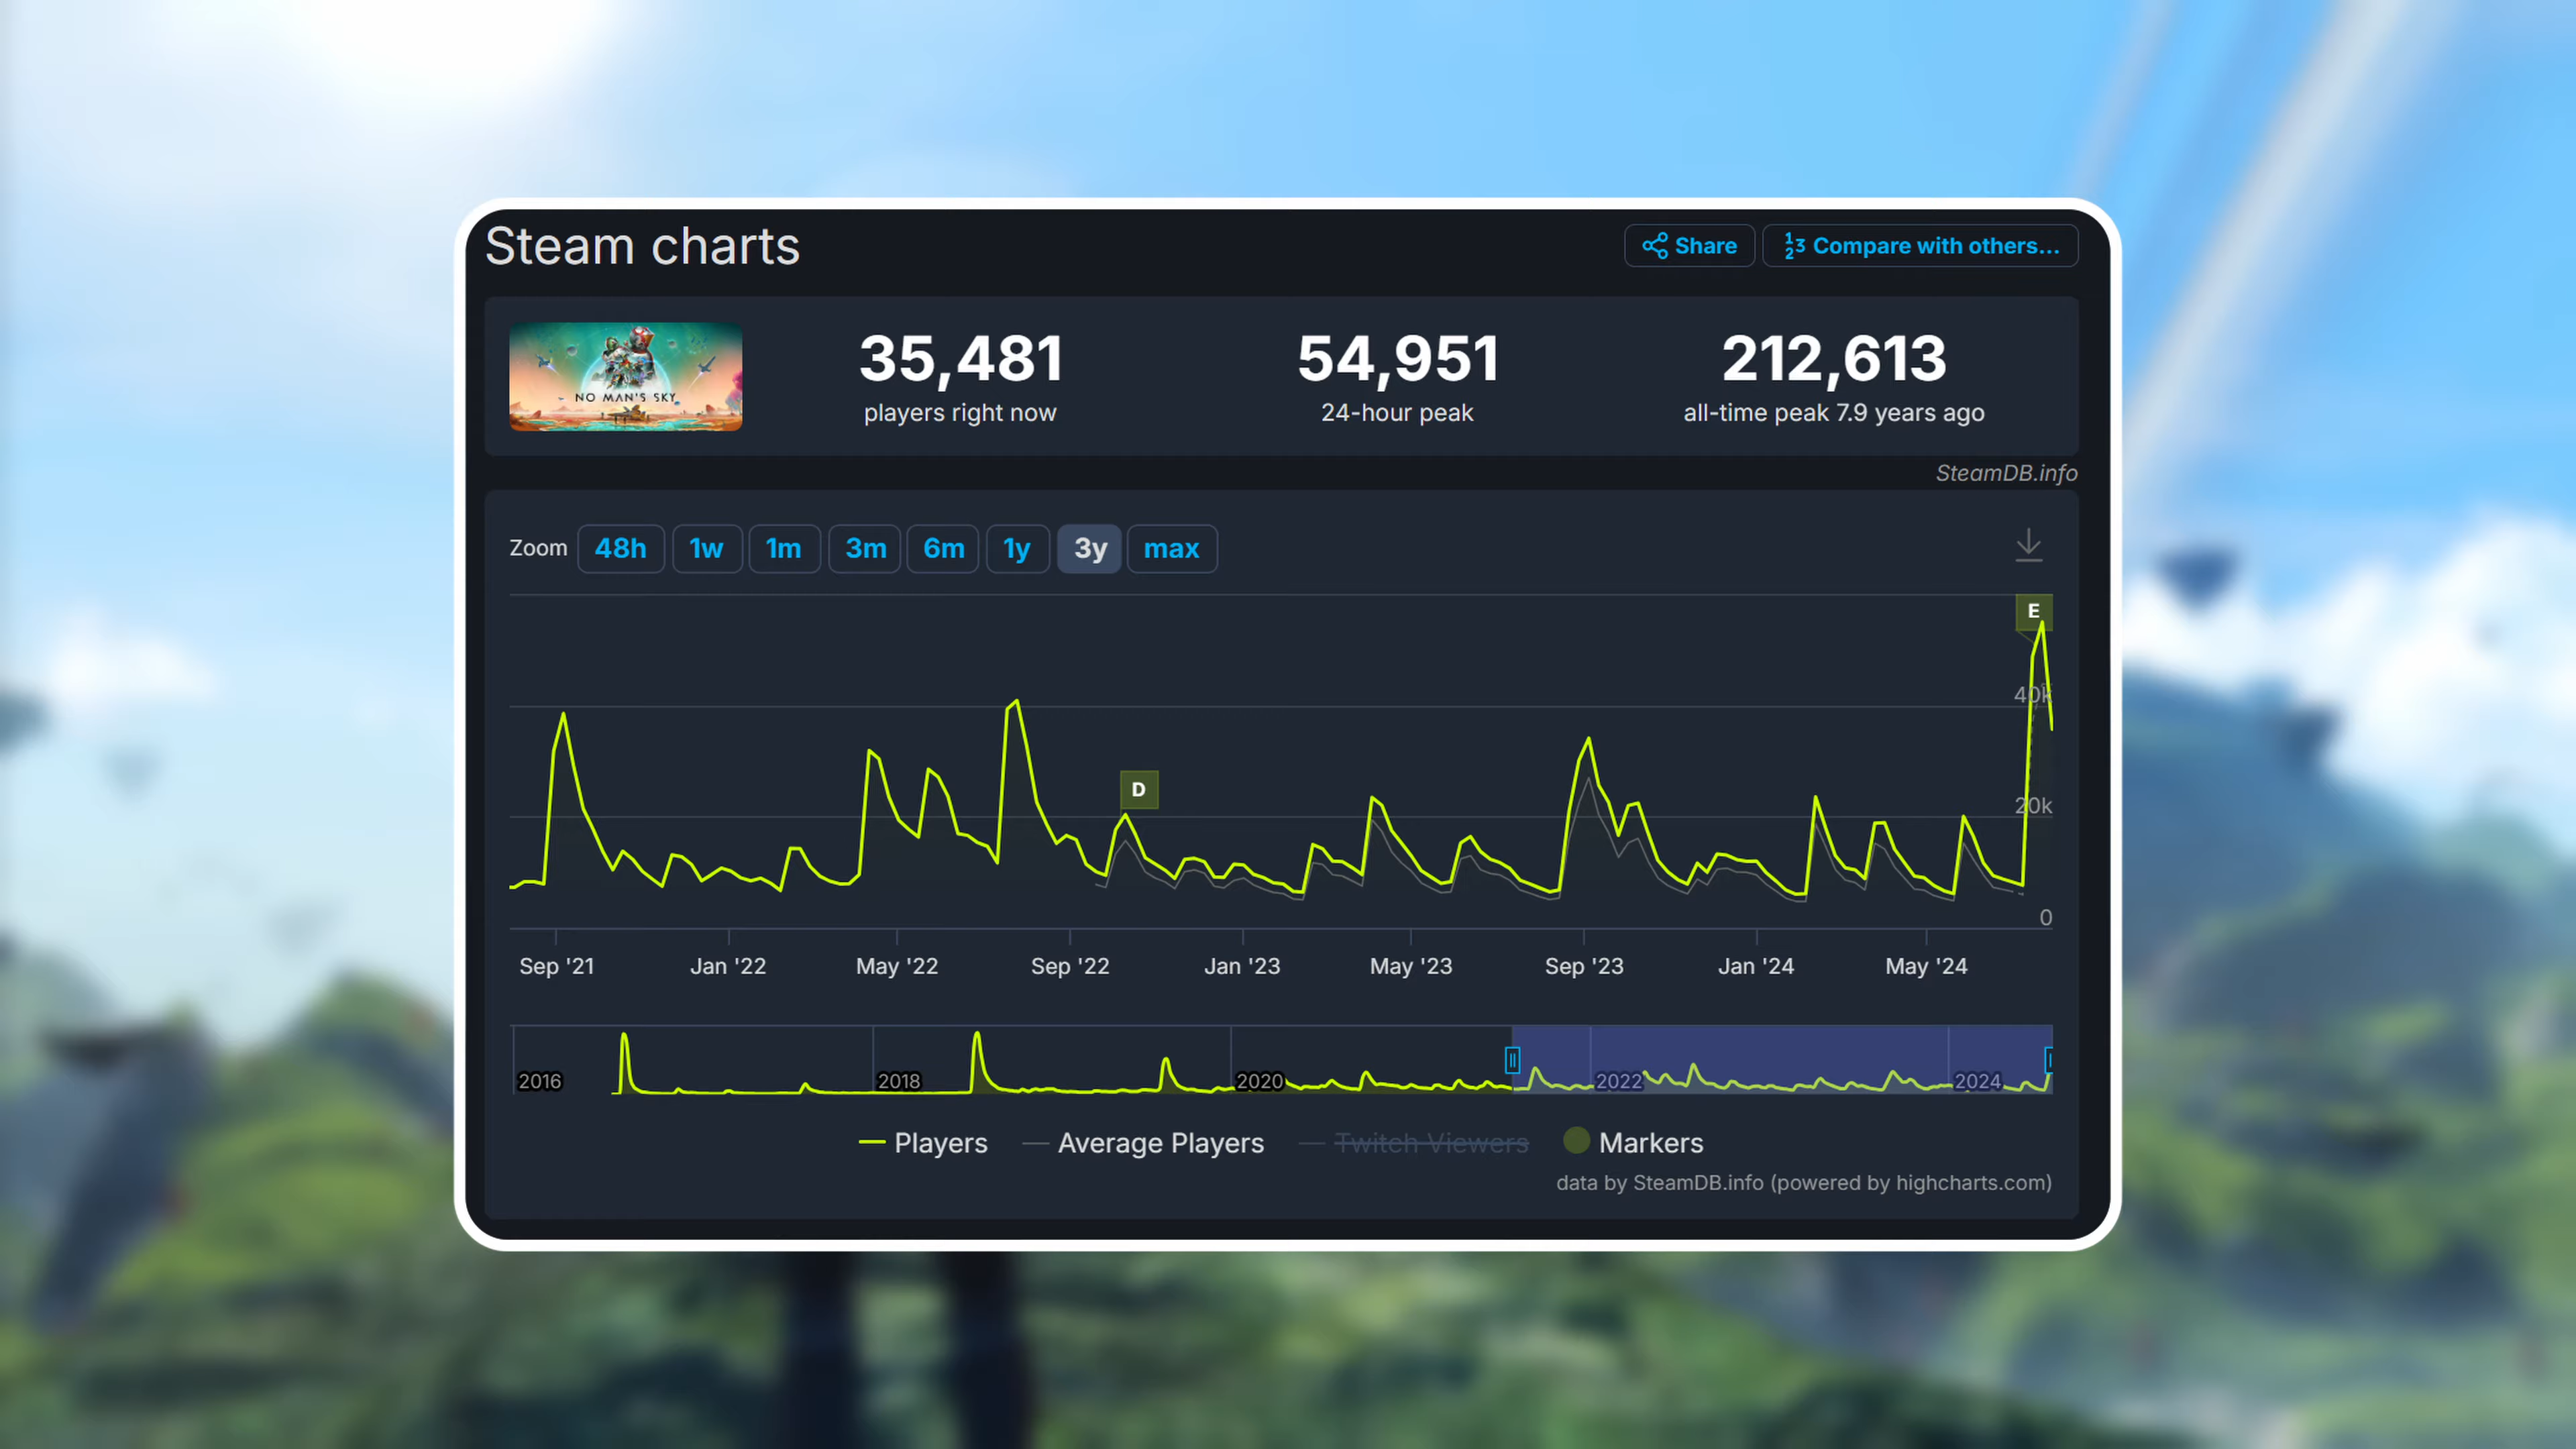 Steam charts
Share
Compare with others...
NO MAN'S SKY
35,481
players right now
54,951
24-hour peak
212,613
all-time peak 7.9 years ago
SteamDB.info
Zoom 48h 1w 1m 3m 6m 1y 3y max
E
40k
D
20k
0
Sep '21 Jan '22 May '22 Sep '22 Jan '23 May '23 Sep '23 Jan '24 May '24
2016 2018 2020 2022 2024
Players Average Players Twitch Viewers Markers
data by SteamDB.info (powered by highcharts.com)